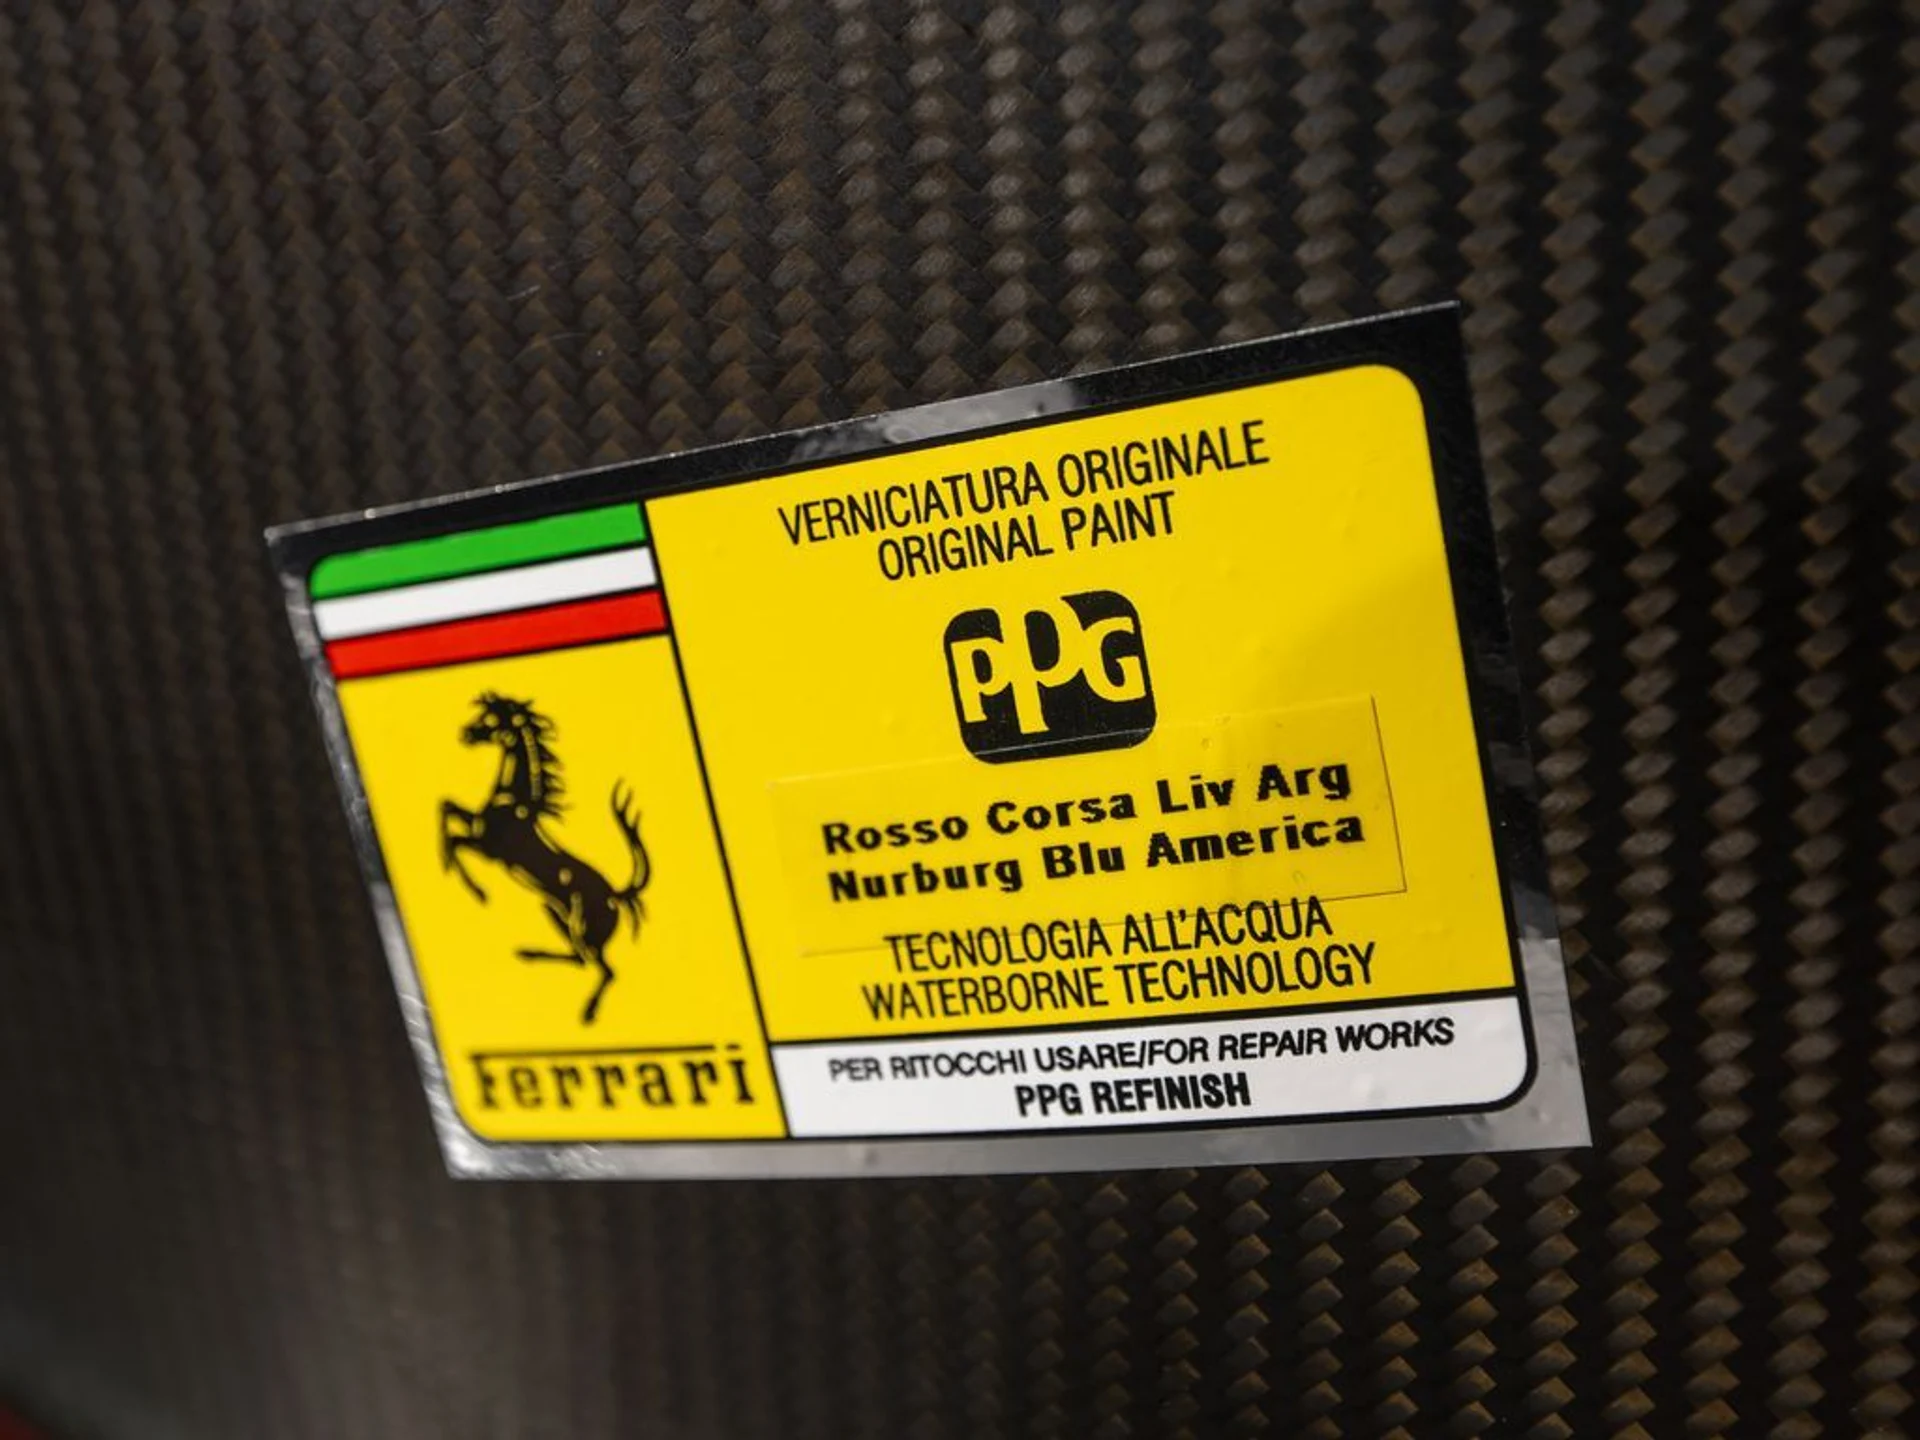 VERNICIATURA ORIGINALE
ORIGINAL PAINT
PPG
Rosso Corsa Liv Arg
Nurburg Blu America
TECNOLOGIA ALL'ACQUA
WATERBORNE TECHNOLOGY
Ferrari
PER RITOCCHI USARE/FOR REPAIR WORKS
PPG REFINISH